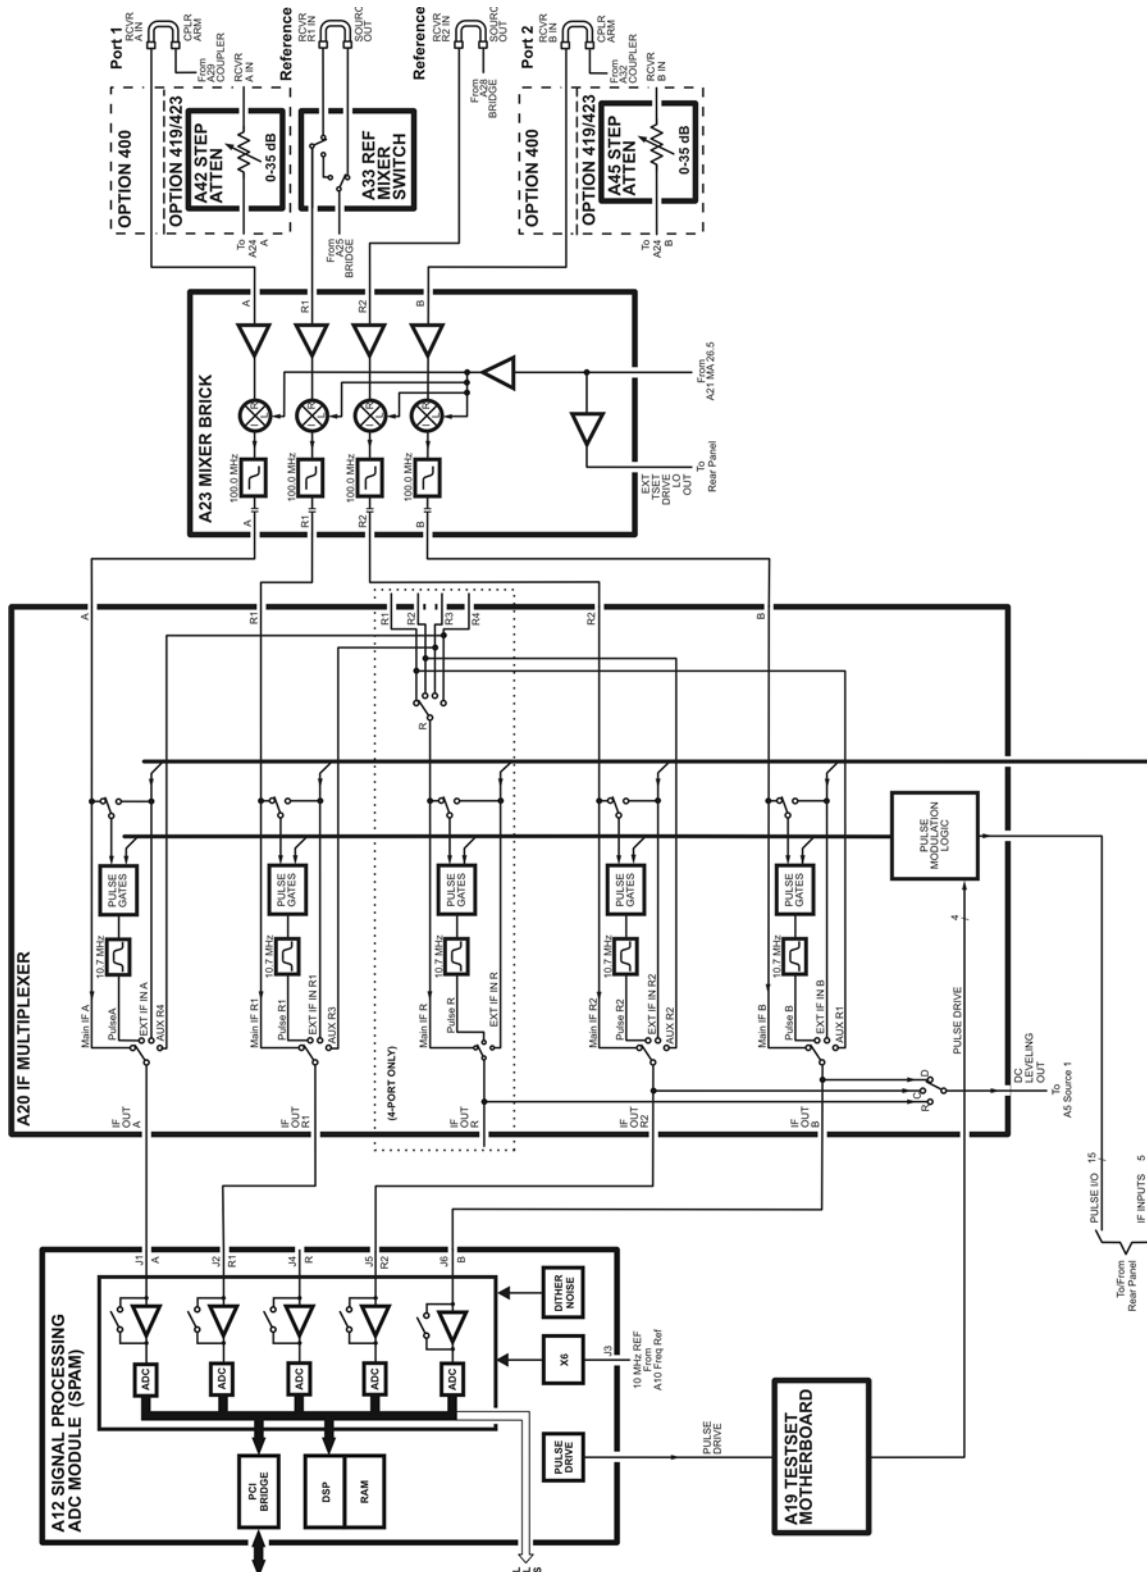 Port 1
RCVR
A IN
CPLR
ARM
From
A29
COUPLER
RCVR
A IN
OPTION 400
OPTION 419/423
A42 STEP
ATTEN
0-35 dB
To
A24
A
Reference
RCVR
R1 IN
SOURC
OUT
A33 REF
MIXER
SWITCH
From
A25
BRIDGE
Reference
RCVR
R2 IN
SOURC
OUT
From
A28
BRIDGE
Port 2
RCVR
B IN
CPLR
ARM
From
A32
COUPLER
RCVR
B IN
OPTION 400
OPTION 419/423
A45 STEP
ATTEN
0-35 dB
To
A24
B
A23 MIXER BRICK
A
R1
R2
B
R
L
I
R
L
I
R
L
I
R
L
I
100.0 MHz
100.0 MHz
100.0 MHz
100.0 MHz
A
R1
R2
B
From
A21 MA 26.5
EXT
TSET
DRIVE
LO
OUT
To
Rear Panel
A20 IF MULTIPLEXER
A
R1
R1
R2
R3
R4
R2
B
R
PULSE
GATES
PULSE
GATES
PULSE
GATES
PULSE
GATES
PULSE
GATES
PULSE
MODULATION
LOGIC
10.7 MHz
10.7 MHz
10.7 MHz
10.7 MHz
10.7 MHz
Main IF A
PulseA
EXT IF IN A
AUX R4
Main IF R1
Pulse R1
EXT IF IN R1
AUX R3
Main IF R
Pulse R
EXT IF IN R
Main IF R2
Pulse R2
EXT IF IN R2
AUX R2
Main IF B
Pulse B
EXT IF IN B
AUX R1
(4-PORT ONLY)
4
PULSE DRIVE
IF
OUT
A
IF
OUT
R1
IF
OUT
R
IF
OUT
R2
IF
OUT
B
R
C
D
DC
LEVELING
OUT
To
A5 Source 1
PULSE I/O 15
IF INPUTS 5
To/From
Rear Panel
A12 SIGNAL PROCESSING
ADC MODULE (SPAM)
J1
A
J2
R1
J4
R
J5
R2
J6
B
ADC
ADC
ADC
ADC
ADC
DITHER
NOISE
X6
J3
10 MHz REF
From
A10 Freq Ref
PCI
BRIDGE
DSP
RAM
PULSE
DRIVE
PULSE
DRIVE
A19 TESTSET
MOTHERBOARD
L
L
S